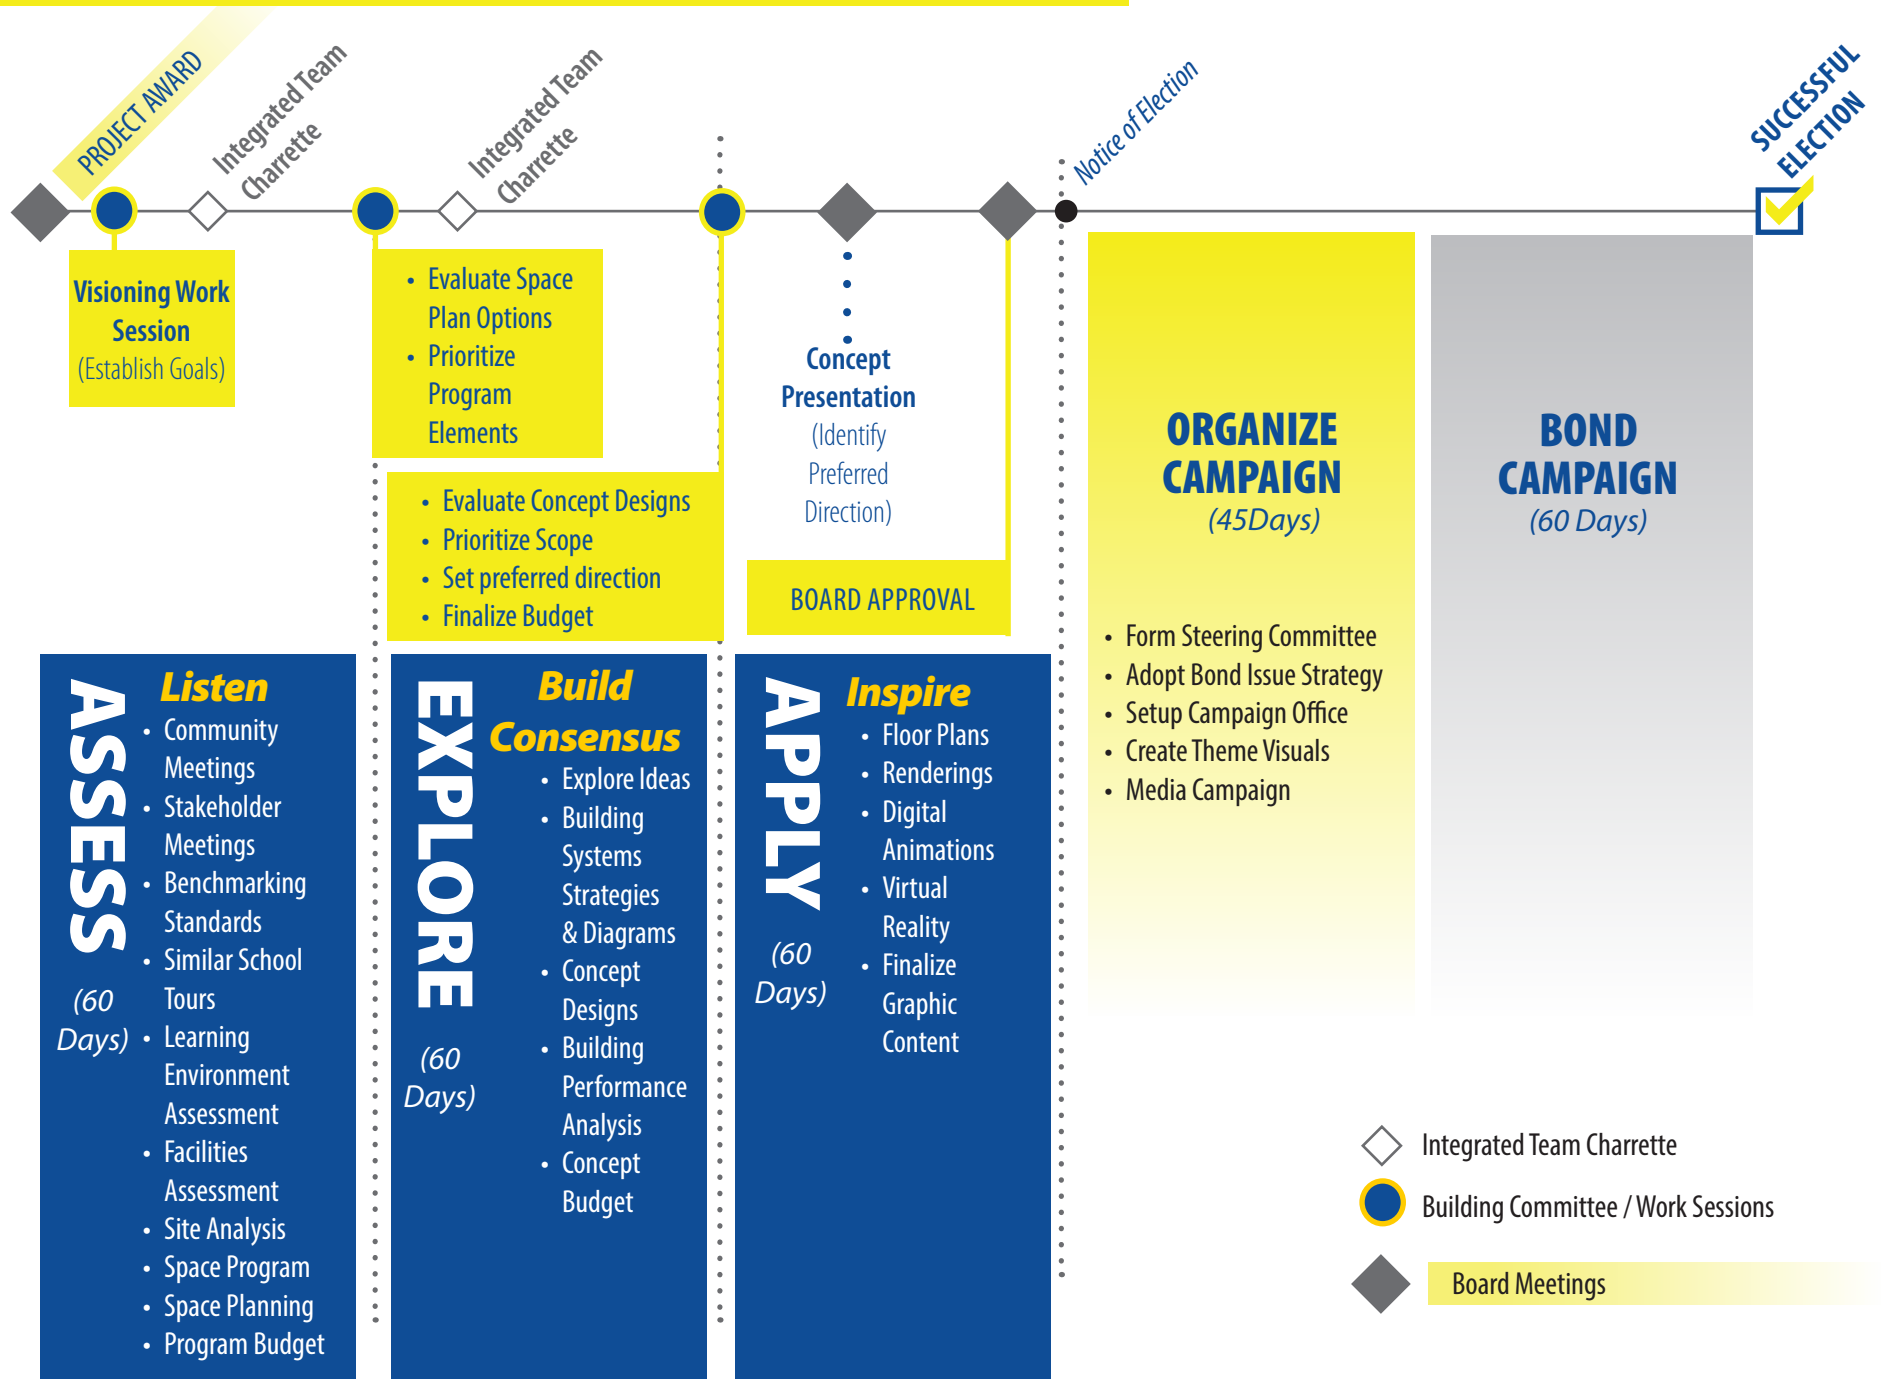 PROJECT AWARD
Integrated Team
Charrette
Integrated Team
Charrette
Notice of Election
SUCCESSFUL
ELECTION
Visioning Work
Session
(Establish Goals)
• Evaluate Space
Plan Options
• Prioritize
Program
Elements
• Evaluate Concept Designs
• Prioritize Scope
• Set preferred direction
• Finalize Budget
Concept
Presentation
(Identify
Preferred
Direction)
BOARD APPROVAL
ORGANIZE
CAMPAIGN
(45Days)
• Form Steering Committee
• Adopt Bond Issue Strategy
• Setup Campaign Office
• Create Theme Visuals
• Media Campaign
BOND
CAMPAIGN
(60 Days)
ASSESS
(60
Days)
Listen
• Community
Meetings
• Stakeholder
Meetings
• Benchmarking
Standards
• Similar School
Tours
• Learning
Environment
Assessment
• Facilities
Assessment
• Site Analysis
• Space Program
• Space Planning
• Program Budget
EXPLORE
(60
Days)
Build
Consensus
• Explore Ideas
• Building
Systems
Strategies
& Diagrams
• Concept
Designs
• Building
Performance
Analysis
• Concept
Budget
APPLY
(60
Days)
Inspire
• Floor Plans
• Renderings
• Digital
Animations
• Virtual
Reality
• Finalize
Graphic
Content
Integrated Team Charrette
Building Committee / Work Sessions
Board Meetings